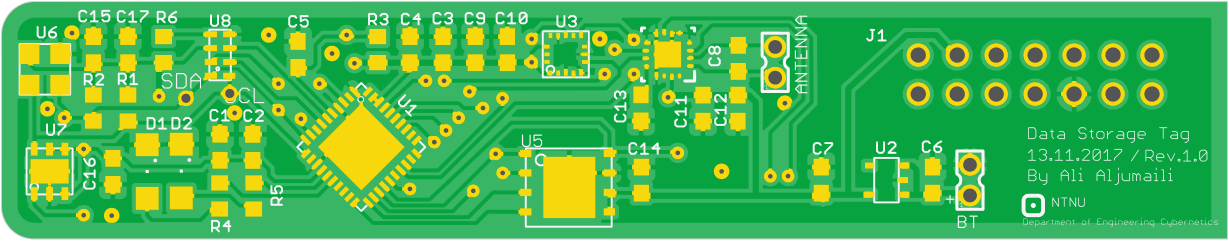 C15 C17 R6
U8
C5
R3 C4 C3 C9 C10
U3
U6
R2 R1
SDA
SCL
C8
ANTENNA
J1
U1
C13
C11
C12
U7
D1 D2
C1 C2
C16
R4
R5
U5
C14
C7
U2
C6
+
BT
Data Storage Tag
13.11.2017 / Rev.1.0
By Ali Aljumaili
NTNU
Department of Engineering Cybernetics